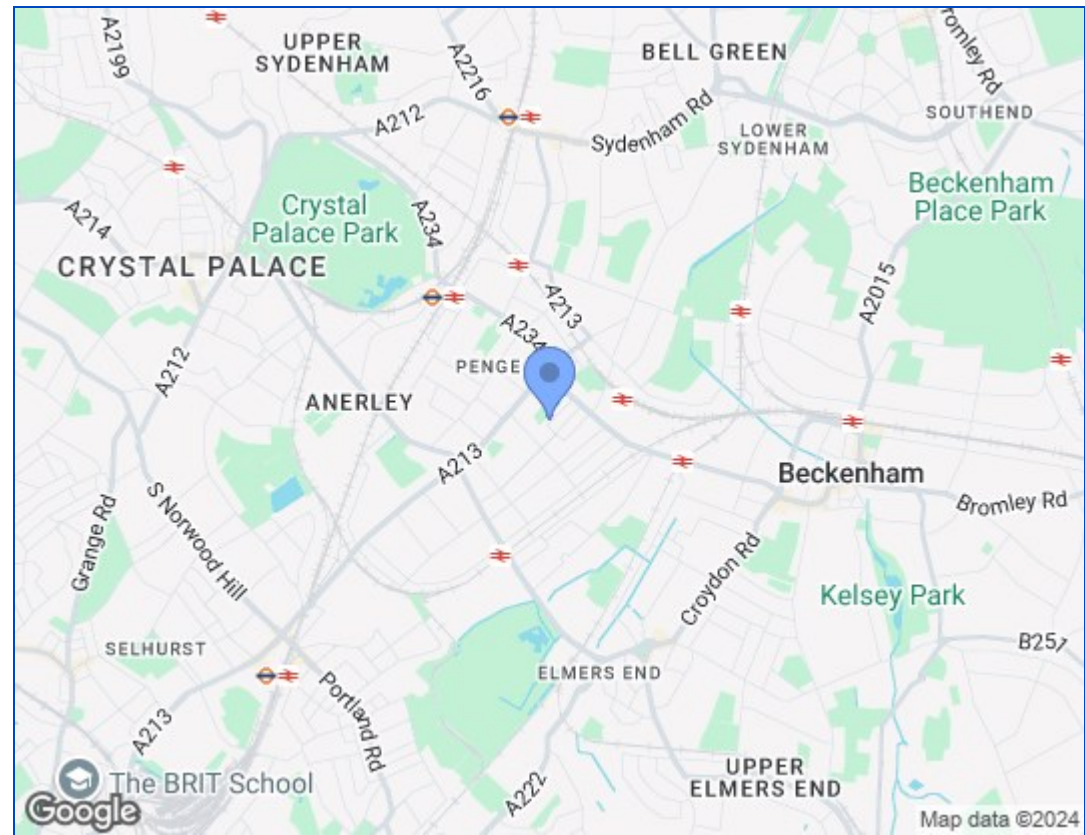 A2199
UPPER
SYDENHAM
A2216
BELL GREEN
romley Rd
A212
Sydenham Rd
SOUTHEND
LOWER
SYDENHAM
Crystal
Palace Park
A234
Beckenham
Place Park
A214
CRYSTAL PALACE
A213
A2015
A234
A212
PENGE
ANERLEY
A213
Beckenham
S Norwood Hill
Bromley Rd
Grange Rd
Croydon Rd
Kelsey Park
SELHURST
B251
ELMERS END
A213
Portland Rd
The BRIT School
A222
UPPER
ELMERS END
Google
Map data ©2024